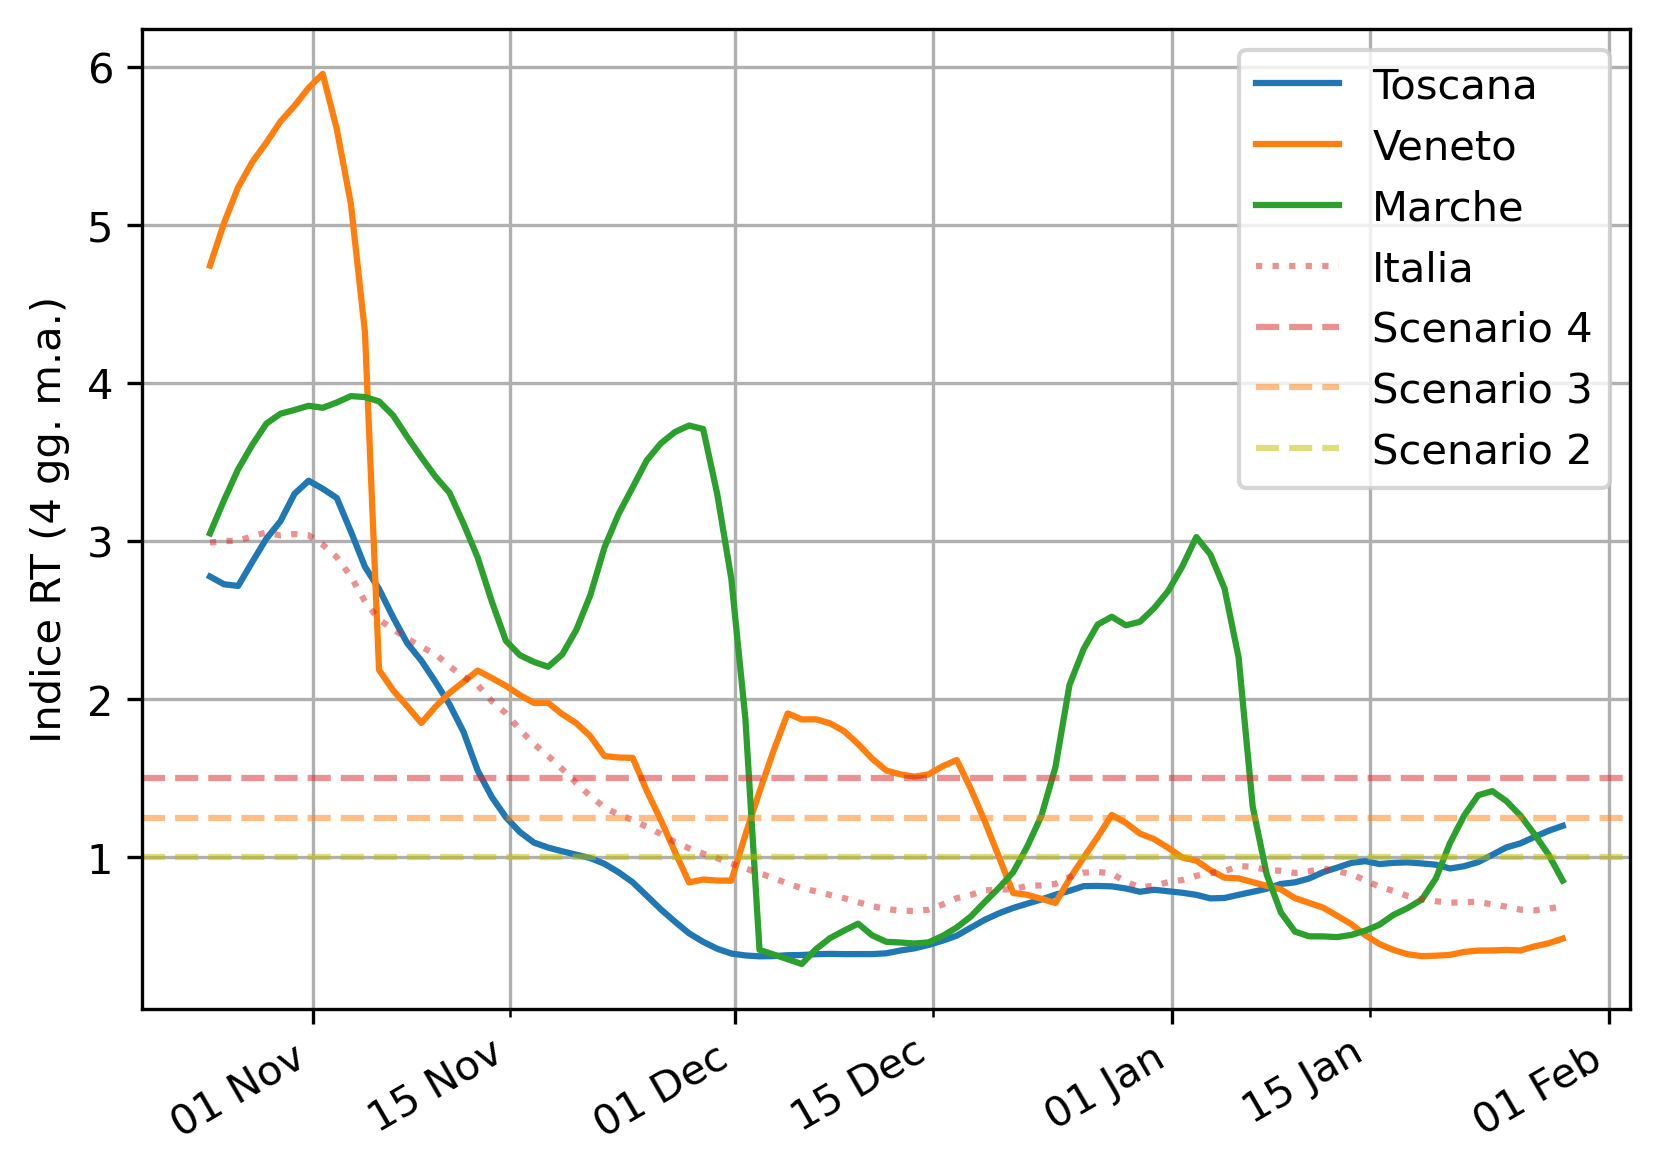 Indice RT (4 gg. m.a.)
6
5
4
3
2
1
Toscana
Veneto
Marche
Italia
Scenario 4
Scenario 3
Scenario 2
01 Nov
15 Nov
01 Dec
15 Dec
01 Jan
15 Jan
01 Feb